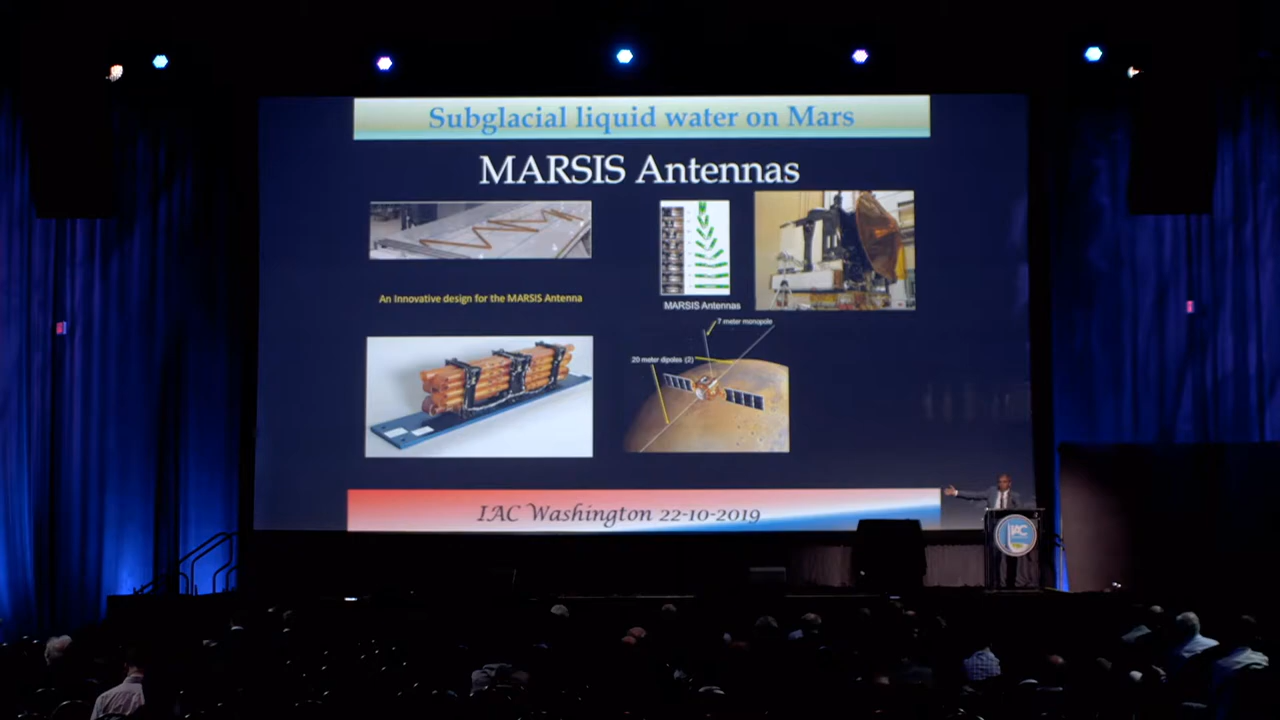 Subglacial liquid water on Mars
MARSIS Antennas
An Innovative design for the MARSIS Antenna
MARSIS Antennas
7 meter monopole
20 meter dipoles (2)
IAC Washington 22-10-2019
IAC